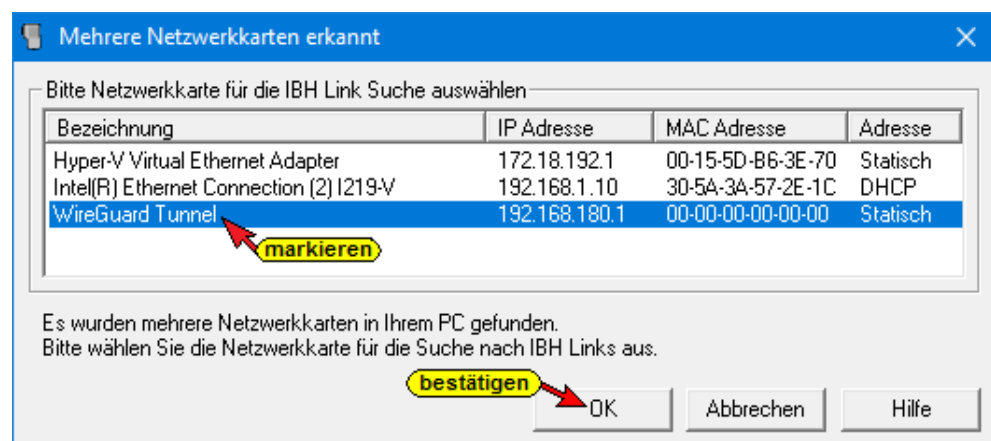 Mehrere Netzwerkkarten erkannt
Bitte Netzwerkkarte für die IBH Link Suche auswählen
Bezeichnung IP Adresse MAC Adresse Adresse
Hyper-V Virtual Ethernet Adapter 172.18.192.1 00-15-5D-B6-3E-70 Statisch
Intel(R) Ethernet Connection (2) I219-V 192.168.1.10 30-5A-3A-57-2E-1C DHCP
WireGuard Tunnel 192.168.180.1 00-00-00-00-00-00 Statisch
markieren
Es wurden mehrere Netzwerkkarten in Ihrem PC gefunden.
Bitte wählen Sie die Netzwerkkarte für die Suche nach IBH Links aus.
bestätigen
OK Abbrechen Hilfe